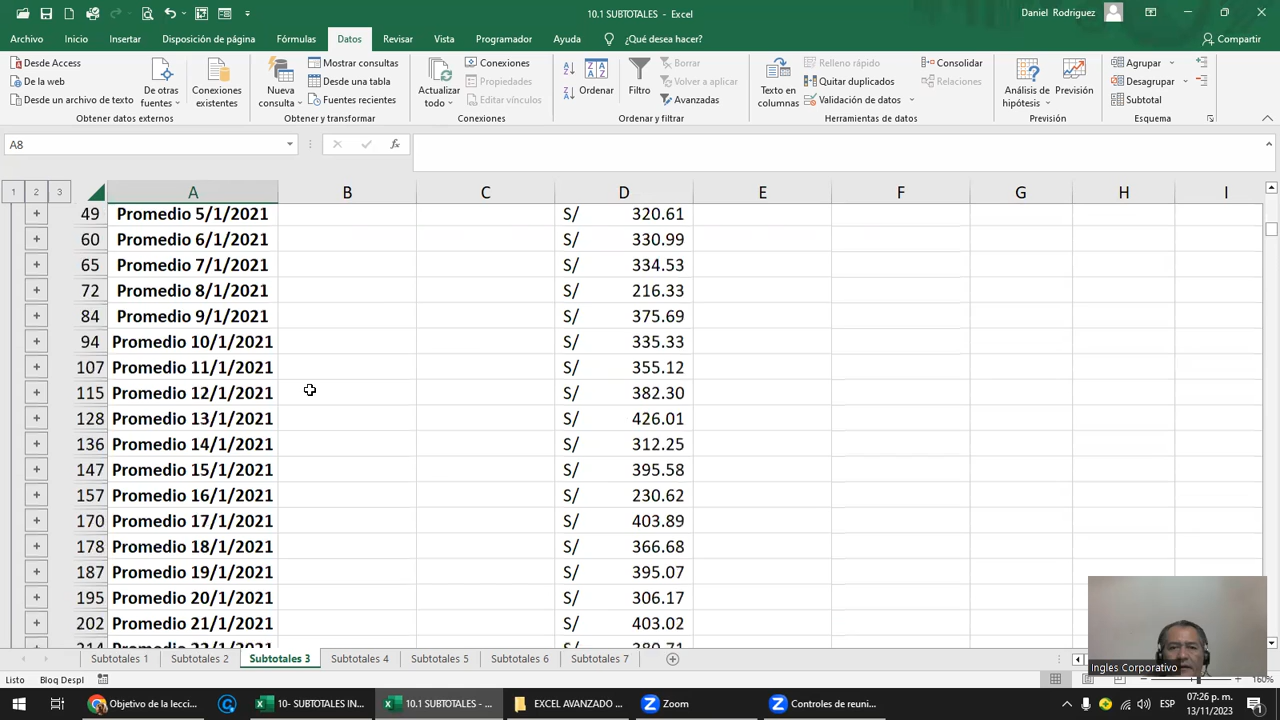 10.1 SUBTOTALES - Excel
Daniel Rodriguez
Archivo Inicio Insertar Disposición de página Fórmulas Datos Revisar Vista Programador Ayuda ¿Qué desea hacer? Compartir
Desde Access
De la web
Desde un archivo de texto
De otras fuentes
Conexiones existentes
Obtener datos externos
Nueva consulta
Mostrar consultas
Desde una tabla
Fuentes recientes
Obtener y transformar
Actualizar todo
Conexiones
Propiedades
Editar vínculos
Conexiones
Ordenar
Filtro
Borrar
Volver a aplicar
Avanzadas
Ordenar y filtrar
Texto en columnas
Relleno rápido
Quitar duplicados
Validación de datos
Consolidar
Relaciones
Herramientas de datos
Análisis de hipótesis
Previsión
Previsión
Agrupar
Desagrupar
Subtotal
Esquema
A8 fx
1 2 3 A B C D E F G H I
49 Promedio 5/1/2021 S/ 320.61
60 Promedio 6/1/2021 S/ 330.99
65 Promedio 7/1/2021 S/ 334.53
72 Promedio 8/1/2021 S/ 216.33
84 Promedio 9/1/2021 S/ 375.69
94 Promedio 10/1/2021 S/ 335.33
107 Promedio 11/1/2021 S/ 355.12
115 Promedio 12/1/2021 S/ 382.30
128 Promedio 13/1/2021 S/ 426.01
136 Promedio 14/1/2021 S/ 312.25
147 Promedio 15/1/2021 S/ 395.58
157 Promedio 16/1/2021 S/ 230.62
170 Promedio 17/1/2021 S/ 403.89
178 Promedio 18/1/2021 S/ 366.68
187 Promedio 19/1/2021 S/ 395.07
195 Promedio 20/1/2021 S/ 306.17
202 Promedio 21/1/2021 S/ 403.02
214 Promedio 22/1/2021 S/ 380.71
Ingles Corporativo
Subtotales 1 Subtotales 2 Subtotales 3 Subtotales 4 Subtotales 5 Subtotales 6 Subtotales 7
Listo Bloq Despl 160%
Objetivo de la lecci... 10- SUBTOTALES IN... 10.1 SUBTOTALES - ... EXCEL AVANZADO ... Zoom Controles de reuni... ESP 07:26 p. m.
13/11/2023